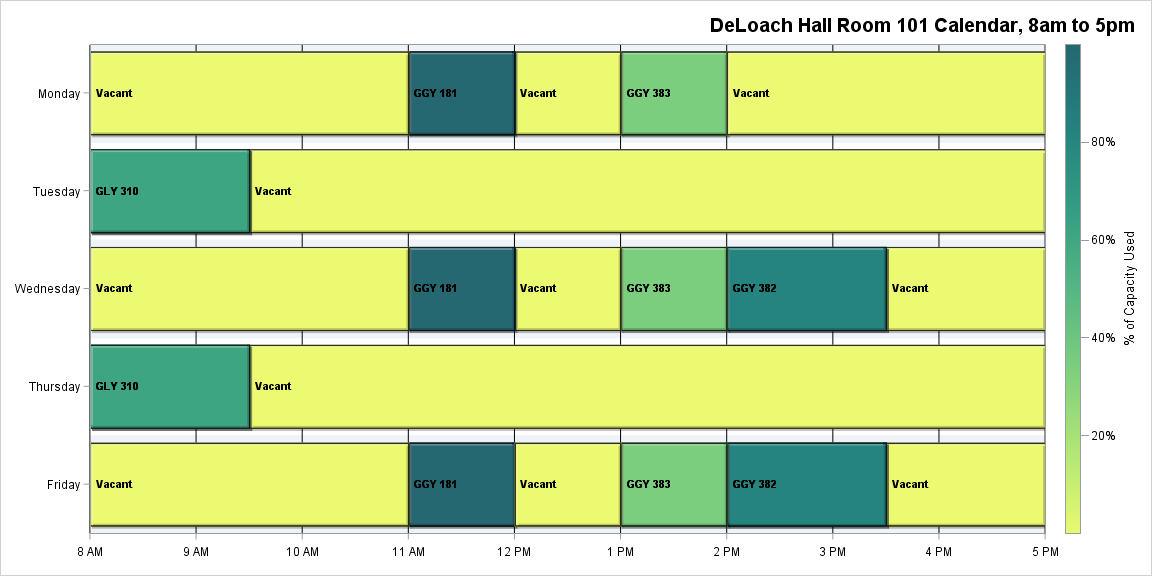 DeLoach Hall Room 101 Calendar, 8am to 5pm
Monday
Vacant
GGY 181
Vacant
GGY 383
Vacant
Tuesday
GLY 310
Vacant
Wednesday
Vacant
GGY 181
Vacant
GGY 383
GGY 382
Vacant
Thursday
GLY 310
Vacant
Friday
Vacant
GGY 181
Vacant
GGY 383
GGY 382
Vacant
8 AM
9 AM
10 AM
11 AM
12 PM
1 PM
2 PM
3 PM
4 PM
5 PM
80%
60%
40%
20%
% of Capacity Used